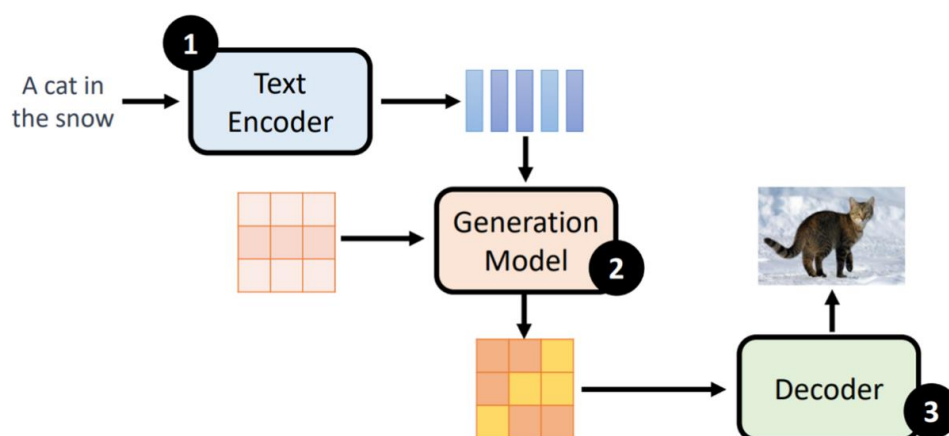 1
A cat in
the snow
Text
Encoder
Generation
Model
2
Decoder
3